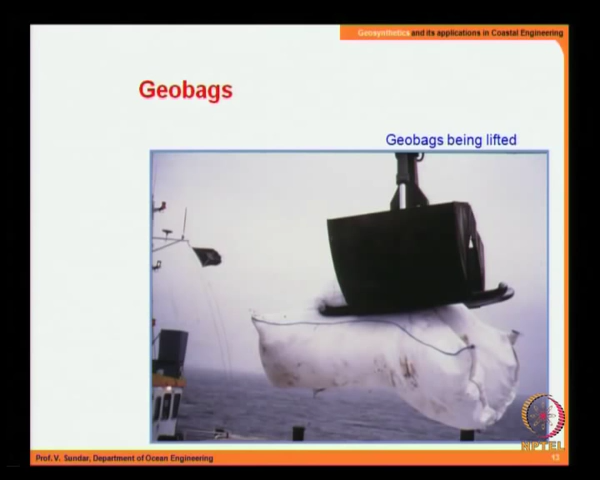 Geosynthetics and its applications in Coastal Engineering
Geobags
Geobags being lifted
NPTEL
Prof. V. Sundar, Department of Ocean Engineering
13